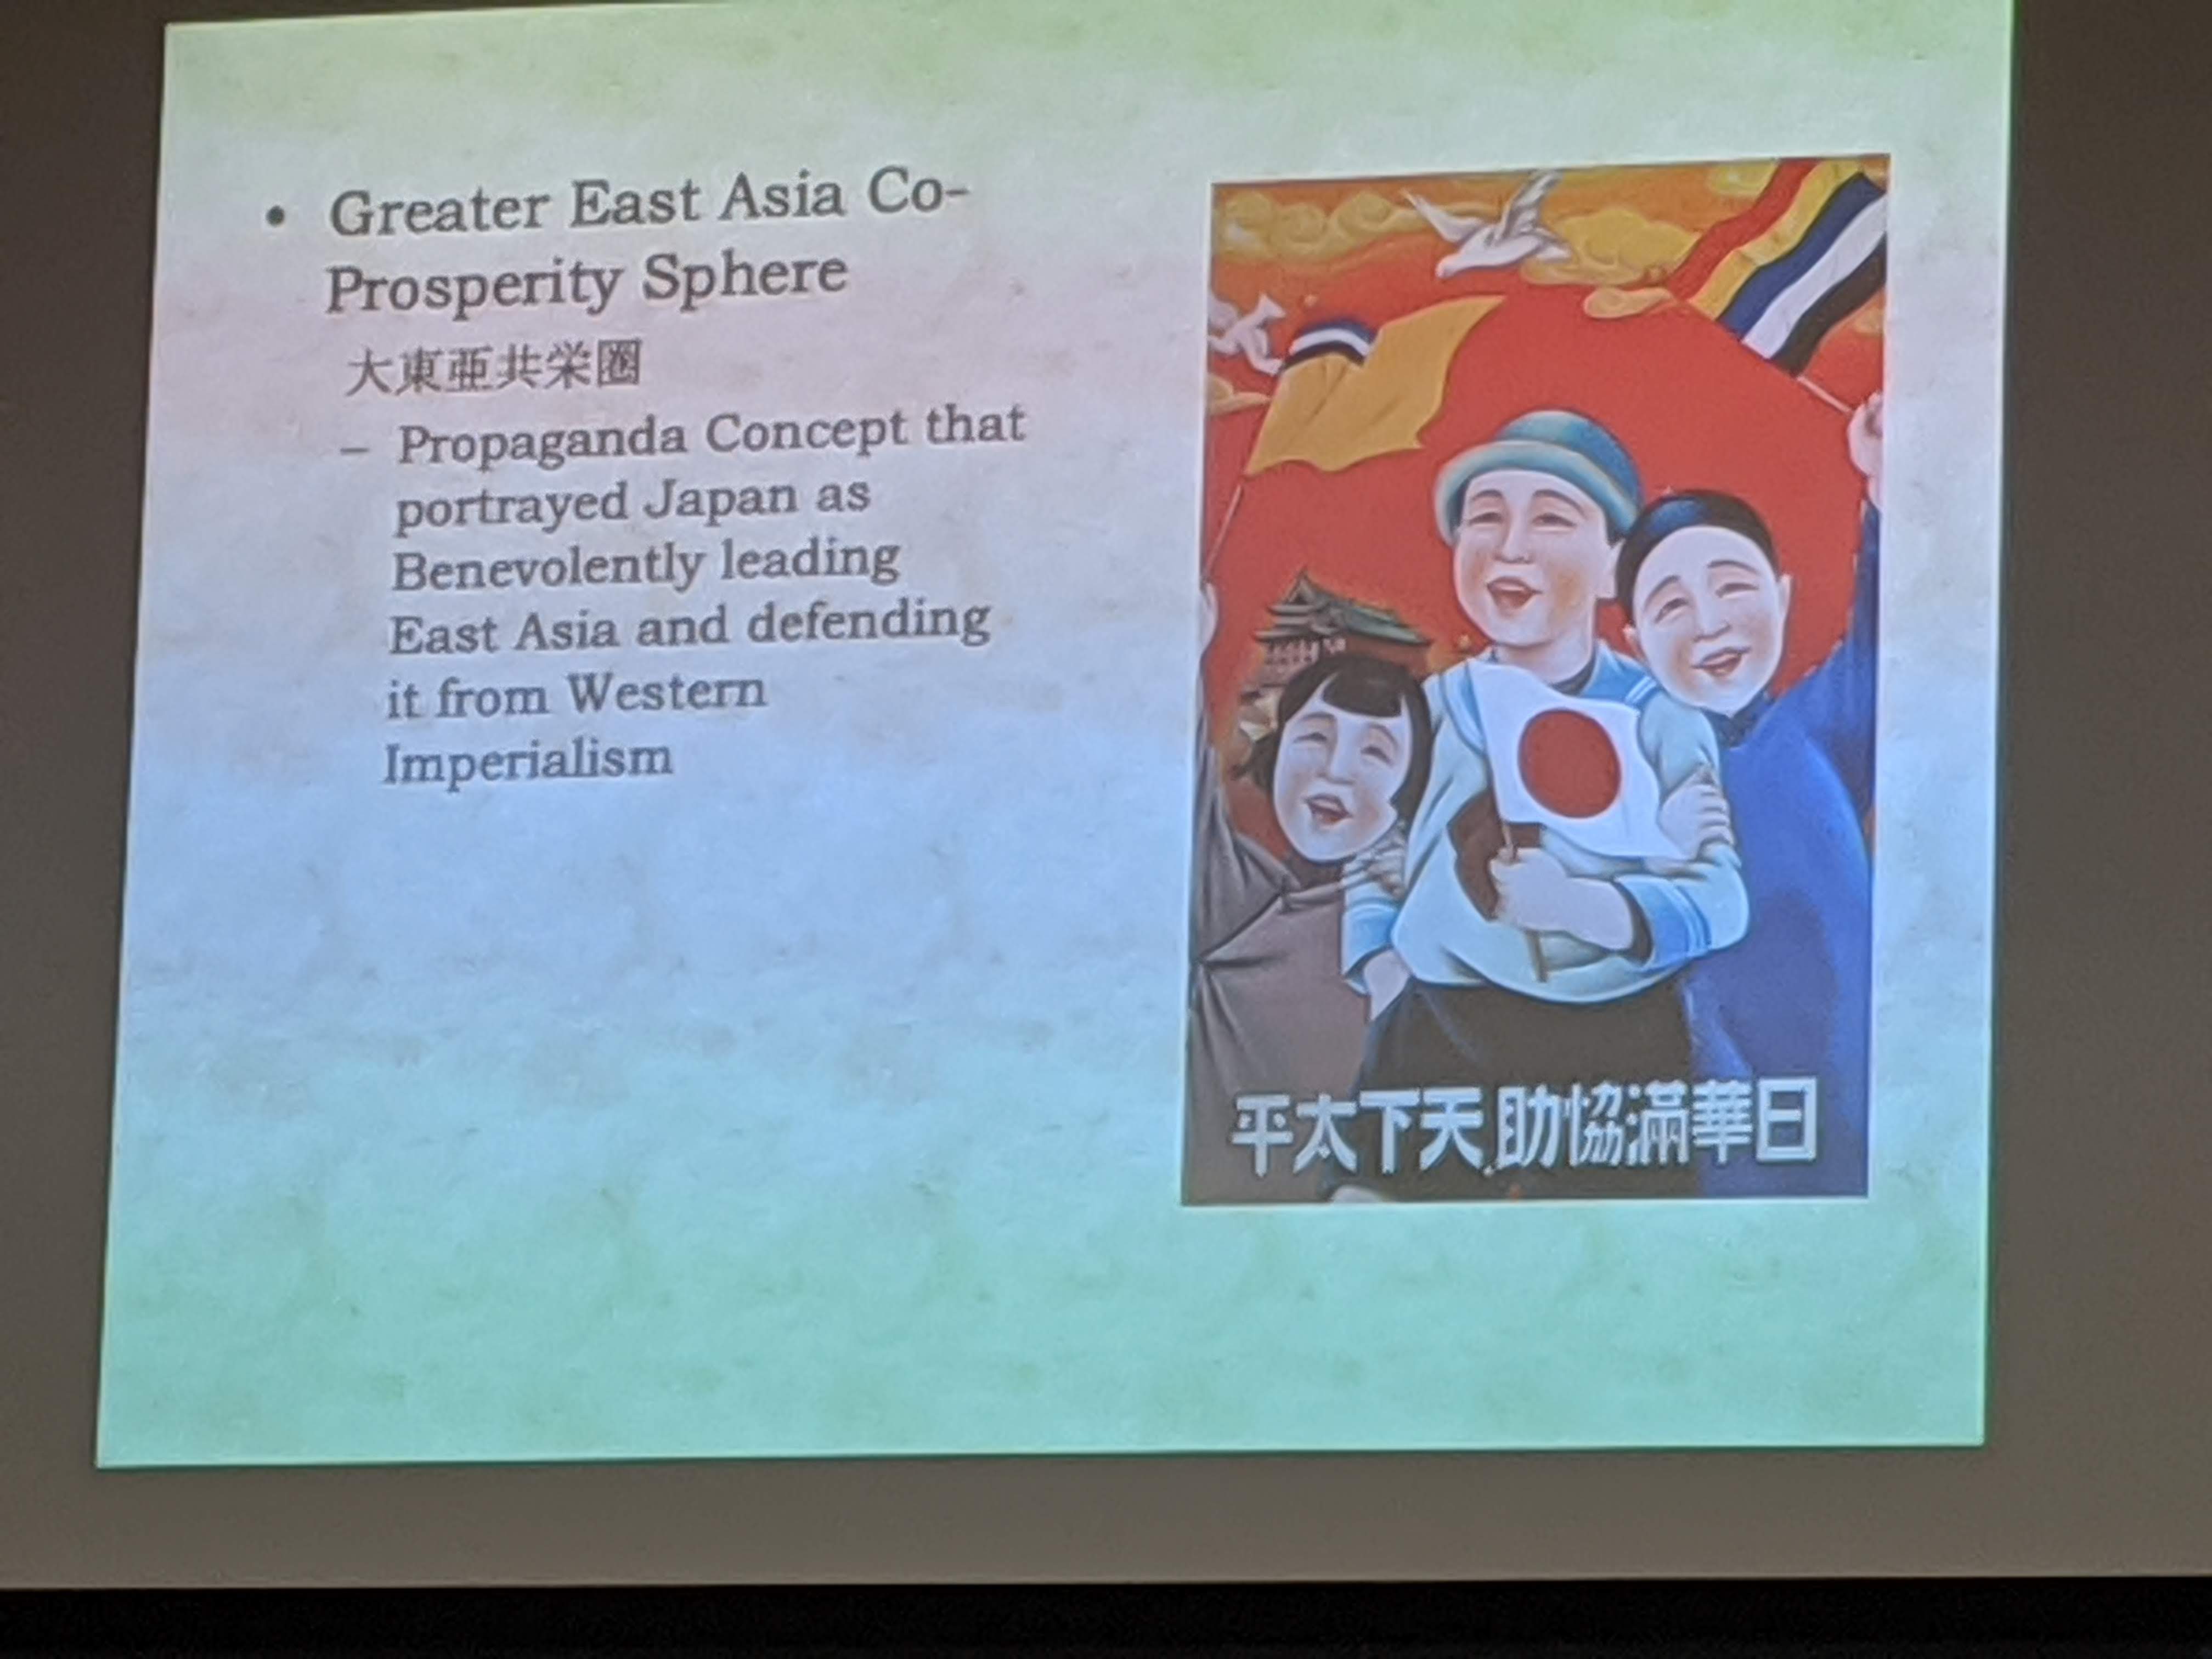 • Greater East Asia Co-
Prosperity Sphere
大東亜共栄圏
– Propaganda Concept that
portrayed Japan as
Benevolently leading
East Asia and defending
it from Western
Imperialism
平太下天助協滿華日